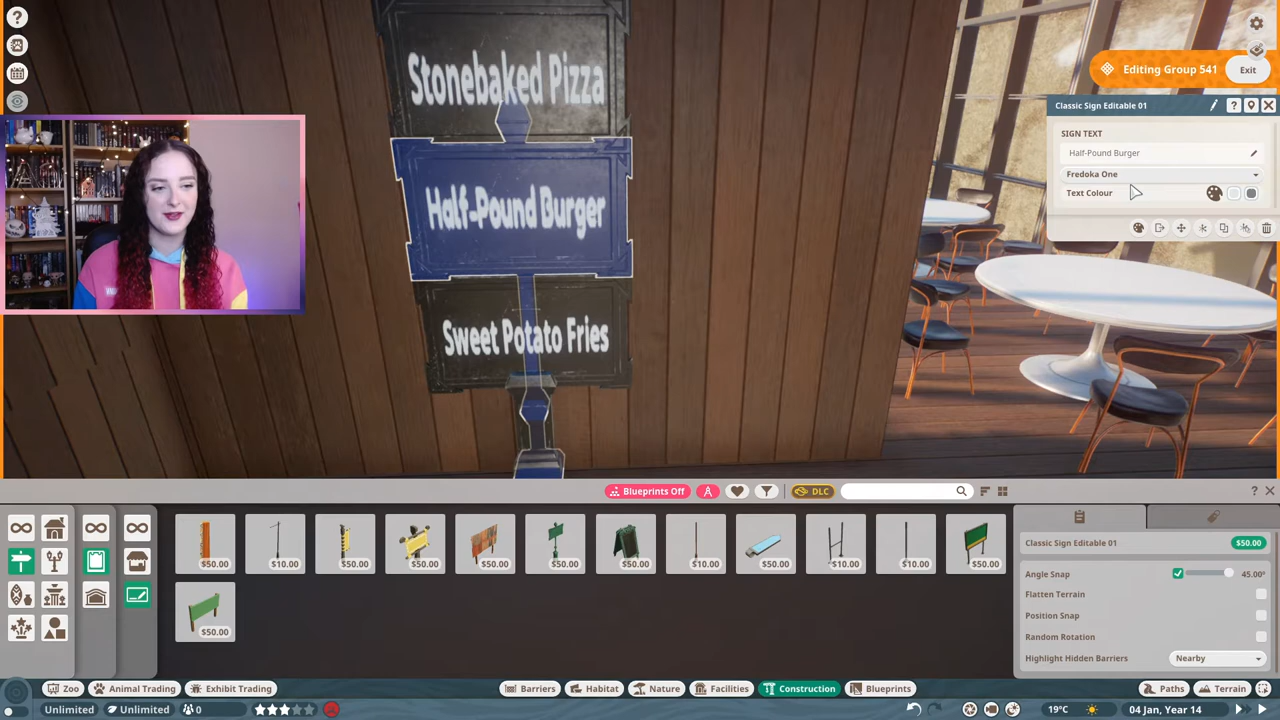 Stonebaked Pizza
Half-Pound Burger
Sweet Potato Fries
Editing Group 541
Exit
Classic Sign Editable 01
?
SIGN TEXT
Half-Pound Burger
Fredoka One
Text Colour
?
Blueprints Off
DLC
?
$50.00
$10.00
$50.00
$50.00
$50.00
$50.00
$50.00
$10.00
$50.00
$10.00
$10.00
$50.00
$50.00
Classic Sign Editable 01
$50.00
Angle Snap
45.00°
Flatten Terrain
Position Snap
Random Rotation
Highlight Hidden Barriers
Nearby
Zoo
Animal Trading
Exhibit Trading
Barriers
Habitat
Nature
Facilities
Construction
Blueprints
Paths
Terrain
Unlimited
Unlimited
0
19°C
04 Jan, Year 14